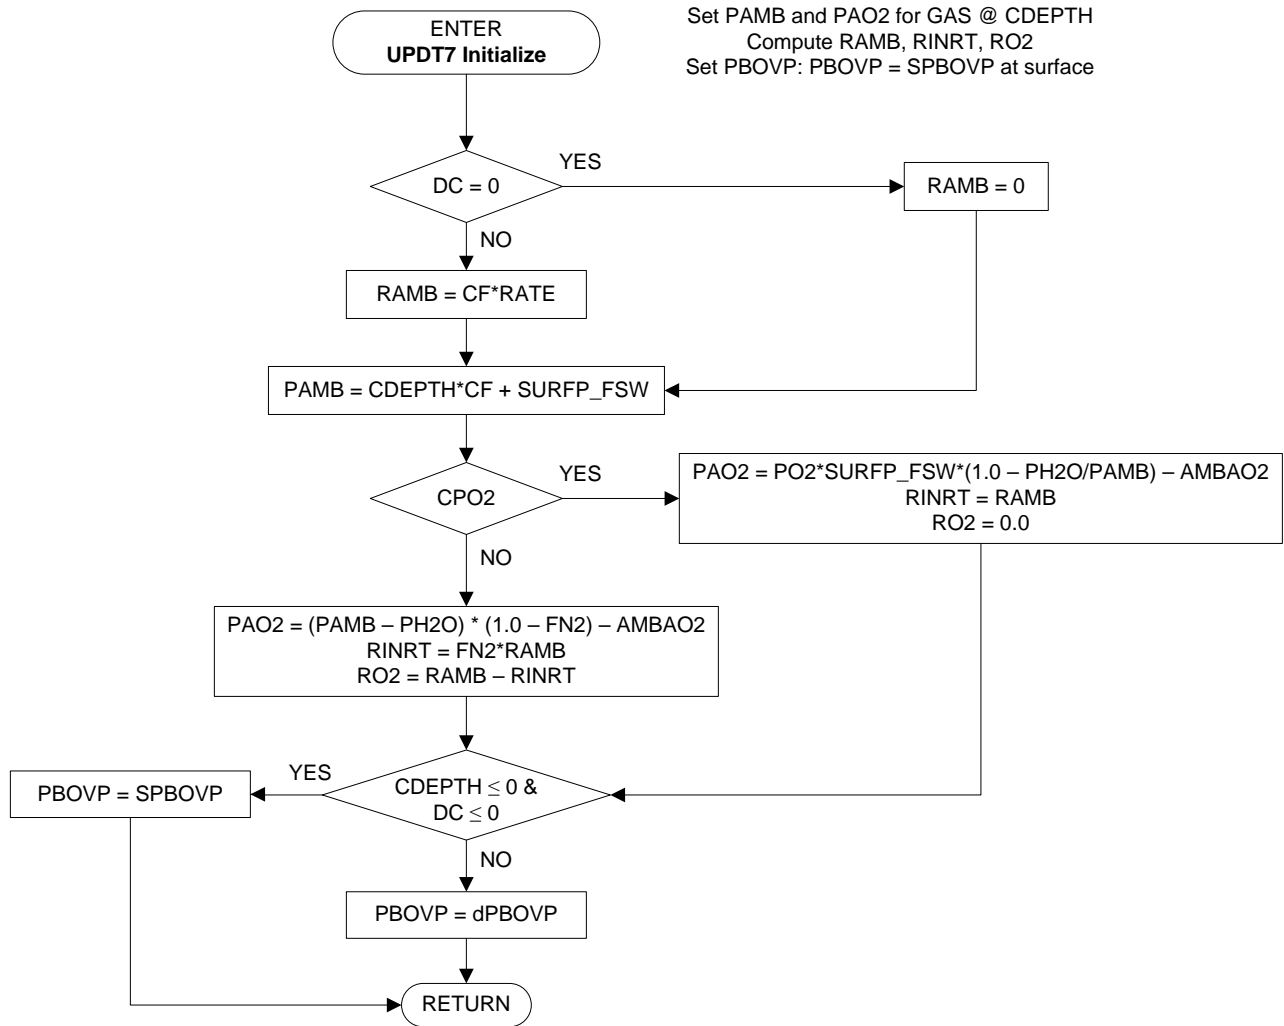 ENTER
UPDT7 Initialize
Set PAMB and PAO2 for GAS @ CDEPTH
Compute RAMB, RINRT, RO2
Set PBOVP: PBOVP = SPBOVP at surface
DC = 0
YES
RAMB = 0
NO
RAMB = CF*RATE
PAMB = CDEPTH*CF + SURFP_FSW
CPO2
YES
PAO2 = PO2*SURFP_FSW*(1.0 – PH2O/PAMB) – AMBAO2
RINRT = RAMB
RO2 = 0.0
NO
PAO2 = (PAMB – PH2O) * (1.0 – FN2) – AMBAO2
RINRT = FN2*RAMB
RO2 = RAMB – RINRT
CDEPTH ≤ 0 &
DC ≤ 0
YES
PBOVP = SPBOVP
NO
PBOVP = dPBOVP
RETURN